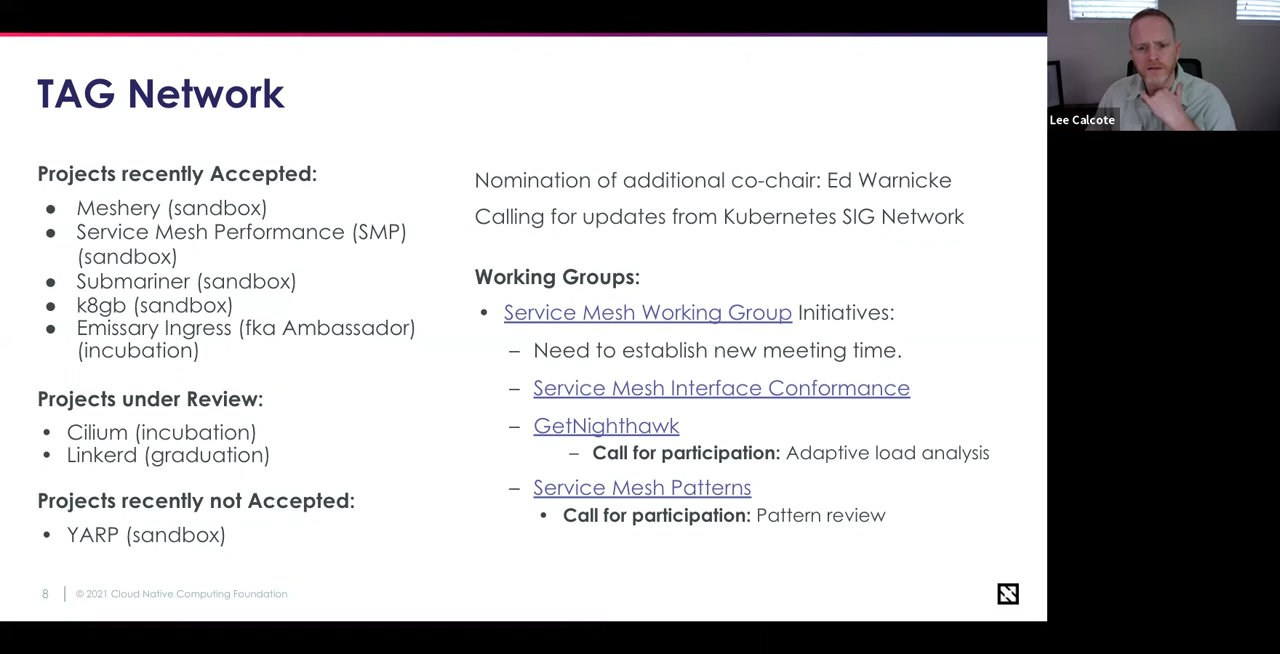 TAG Network
Projects recently Accepted:
● Meshery (sandbox)
● Service Mesh Performance (SMP)
(sandbox)
● Submariner (sandbox)
● k8gb (sandbox)
● Emissary Ingress (fka Ambassador)
(incubation)
Projects under Review:
• Cilium (incubation)
• Linkerd (graduation)
Projects recently not Accepted:
• YARP (sandbox)
Nomination of additional co-chair: Ed Warnicke
Calling for updates from Kubernetes SIG Network
Working Groups:
• Service Mesh Working Group Initiatives:
– Need to establish new meeting time.
– Service Mesh Interface Conformance
– GetNighthawk
– Call for participation: Adaptive load analysis
– Service Mesh Patterns
• Call for participation: Pattern review
8 | © 2021 Cloud Native Computing Foundation
Lee Calcote